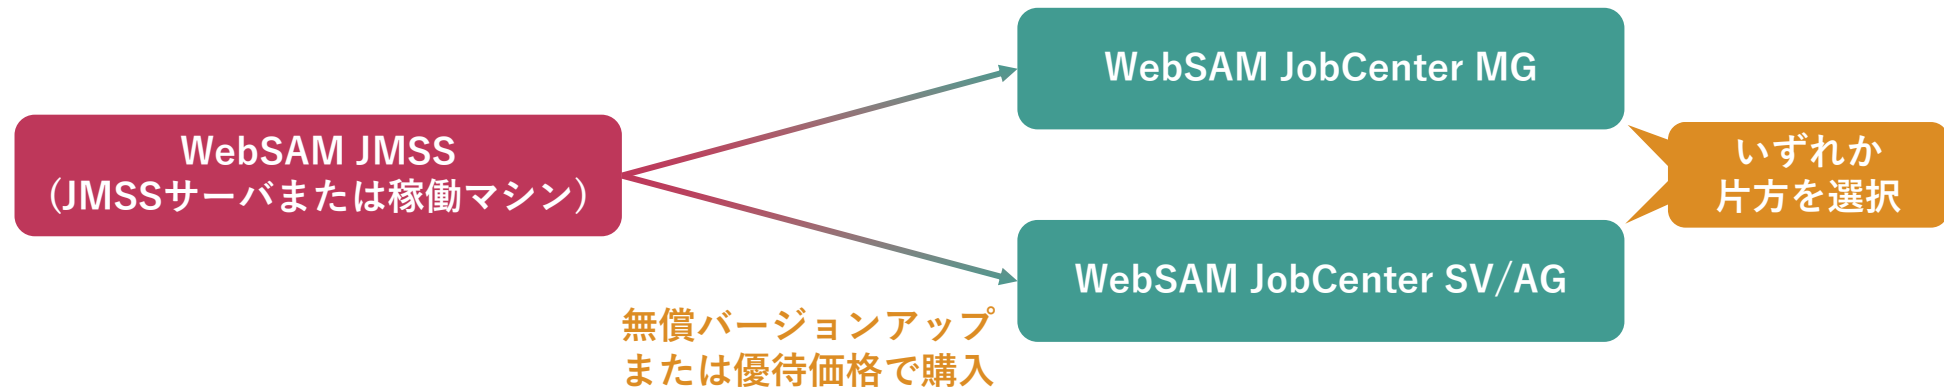 WebSAM JobCenter MG
WebSAM JMSS
（JMSSサーバまたは稼働マシン）
いずれか
片方を選択
WebSAM JobCenter SV/AG
無償バージョンアップ
または優待価格で購入